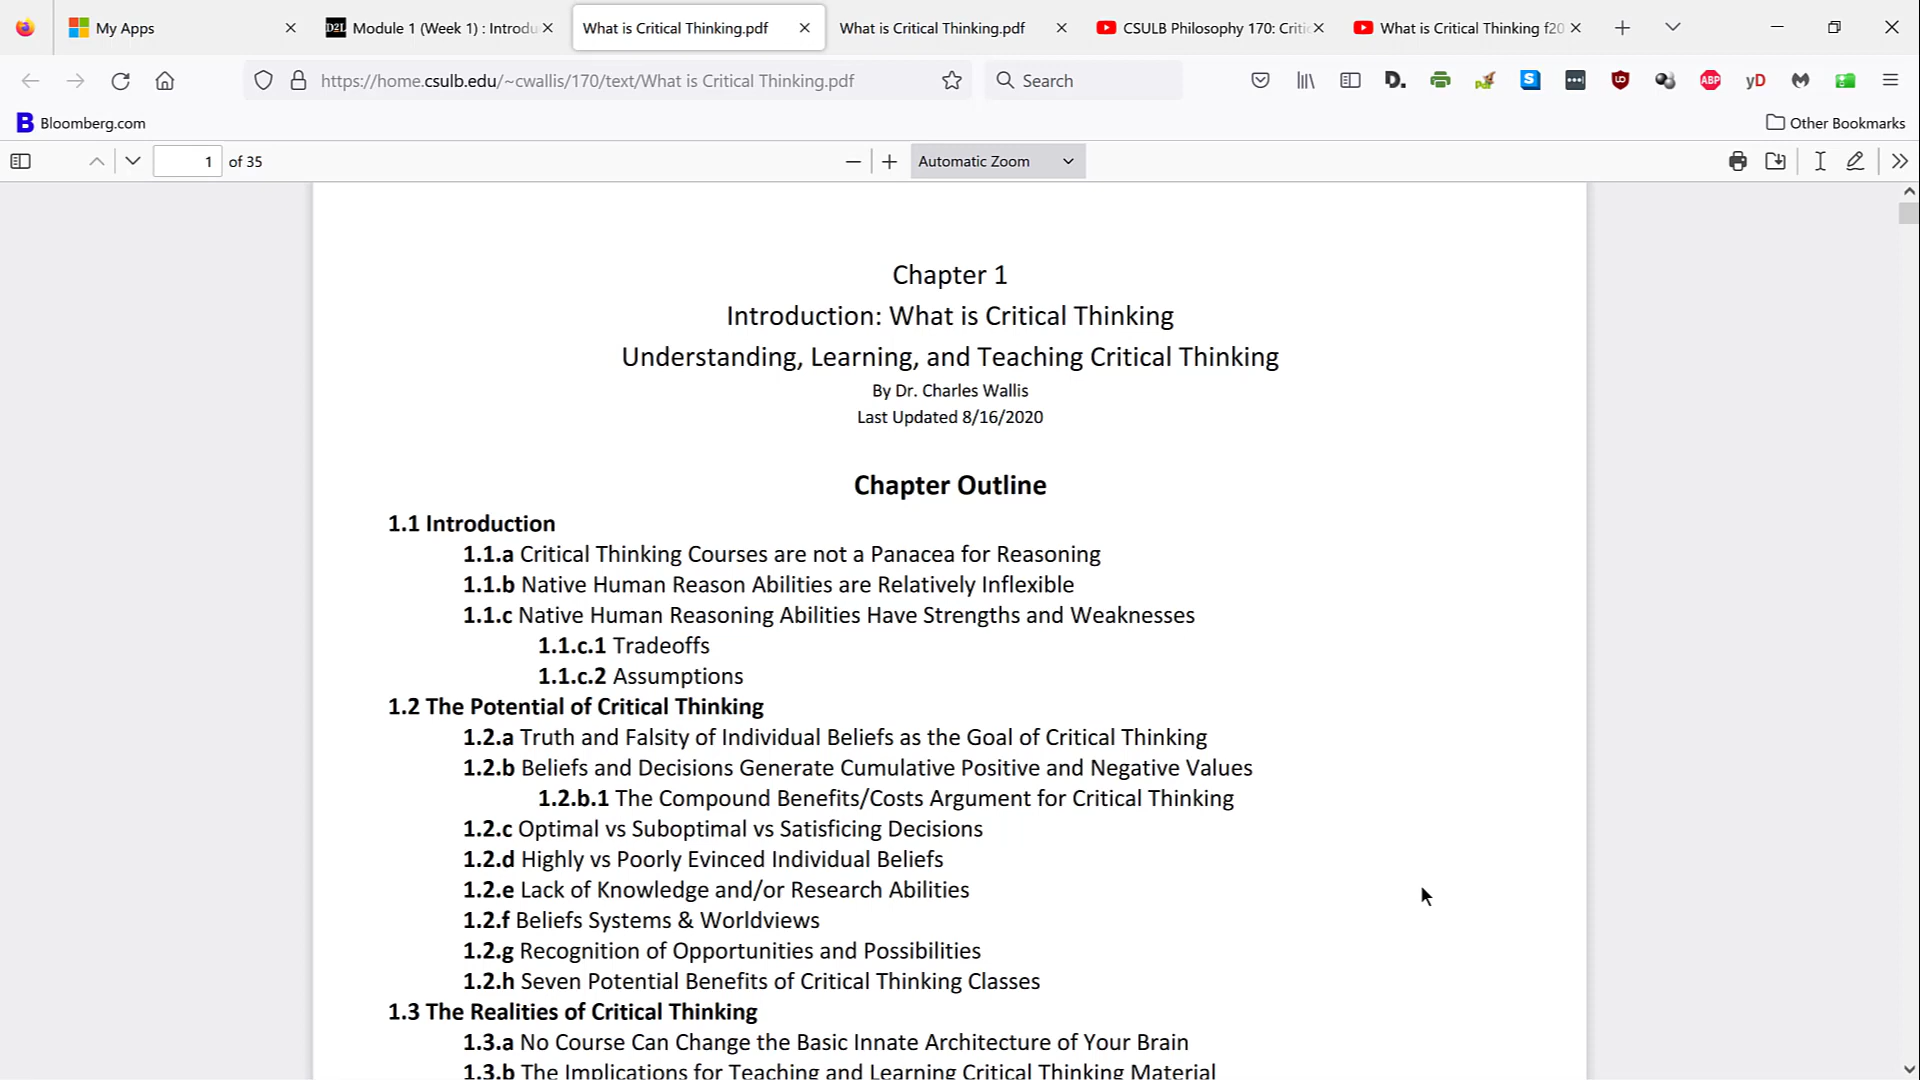 My Apps
D2L Module 1 (Week 1) : Introdu
What is Critical Thinking.pdf
What is Critical Thinking.pdf
CSULB Philosophy 170: Critic
What is Critical Thinking f20
https://home.csulb.edu/~cwallis/170/text/What is Critical Thinking.pdf
Search
D.
pdf
S
ABP
yD
B Bloomberg.com
Other Bookmarks
1 of 35
Automatic Zoom
Chapter 1
Introduction: What is Critical Thinking
Understanding, Learning, and Teaching Critical Thinking
By Dr. Charles Wallis
Last Updated 8/16/2020
Chapter Outline
1.1 Introduction
1.1.a Critical Thinking Courses are not a Panacea for Reasoning
1.1.b Native Human Reason Abilities are Relatively Inflexible
1.1.c Native Human Reasoning Abilities Have Strengths and Weaknesses
1.1.c.1 Tradeoffs
1.1.c.2 Assumptions
1.2 The Potential of Critical Thinking
1.2.a Truth and Falsity of Individual Beliefs as the Goal of Critical Thinking
1.2.b Beliefs and Decisions Generate Cumulative Positive and Negative Values
1.2.b.1 The Compound Benefits/Costs Argument for Critical Thinking
1.2.c Optimal vs Suboptimal vs Satisficing Decisions
1.2.d Highly vs Poorly Evinced Individual Beliefs
1.2.e Lack of Knowledge and/or Research Abilities
1.2.f Beliefs Systems & Worldviews
1.2.g Recognition of Opportunities and Possibilities
1.2.h Seven Potential Benefits of Critical Thinking Classes
1.3 The Realities of Critical Thinking
1.3.a No Course Can Change the Basic Innate Architecture of Your Brain
1.3.b The Implications for Teaching and Learning Critical Thinking Material